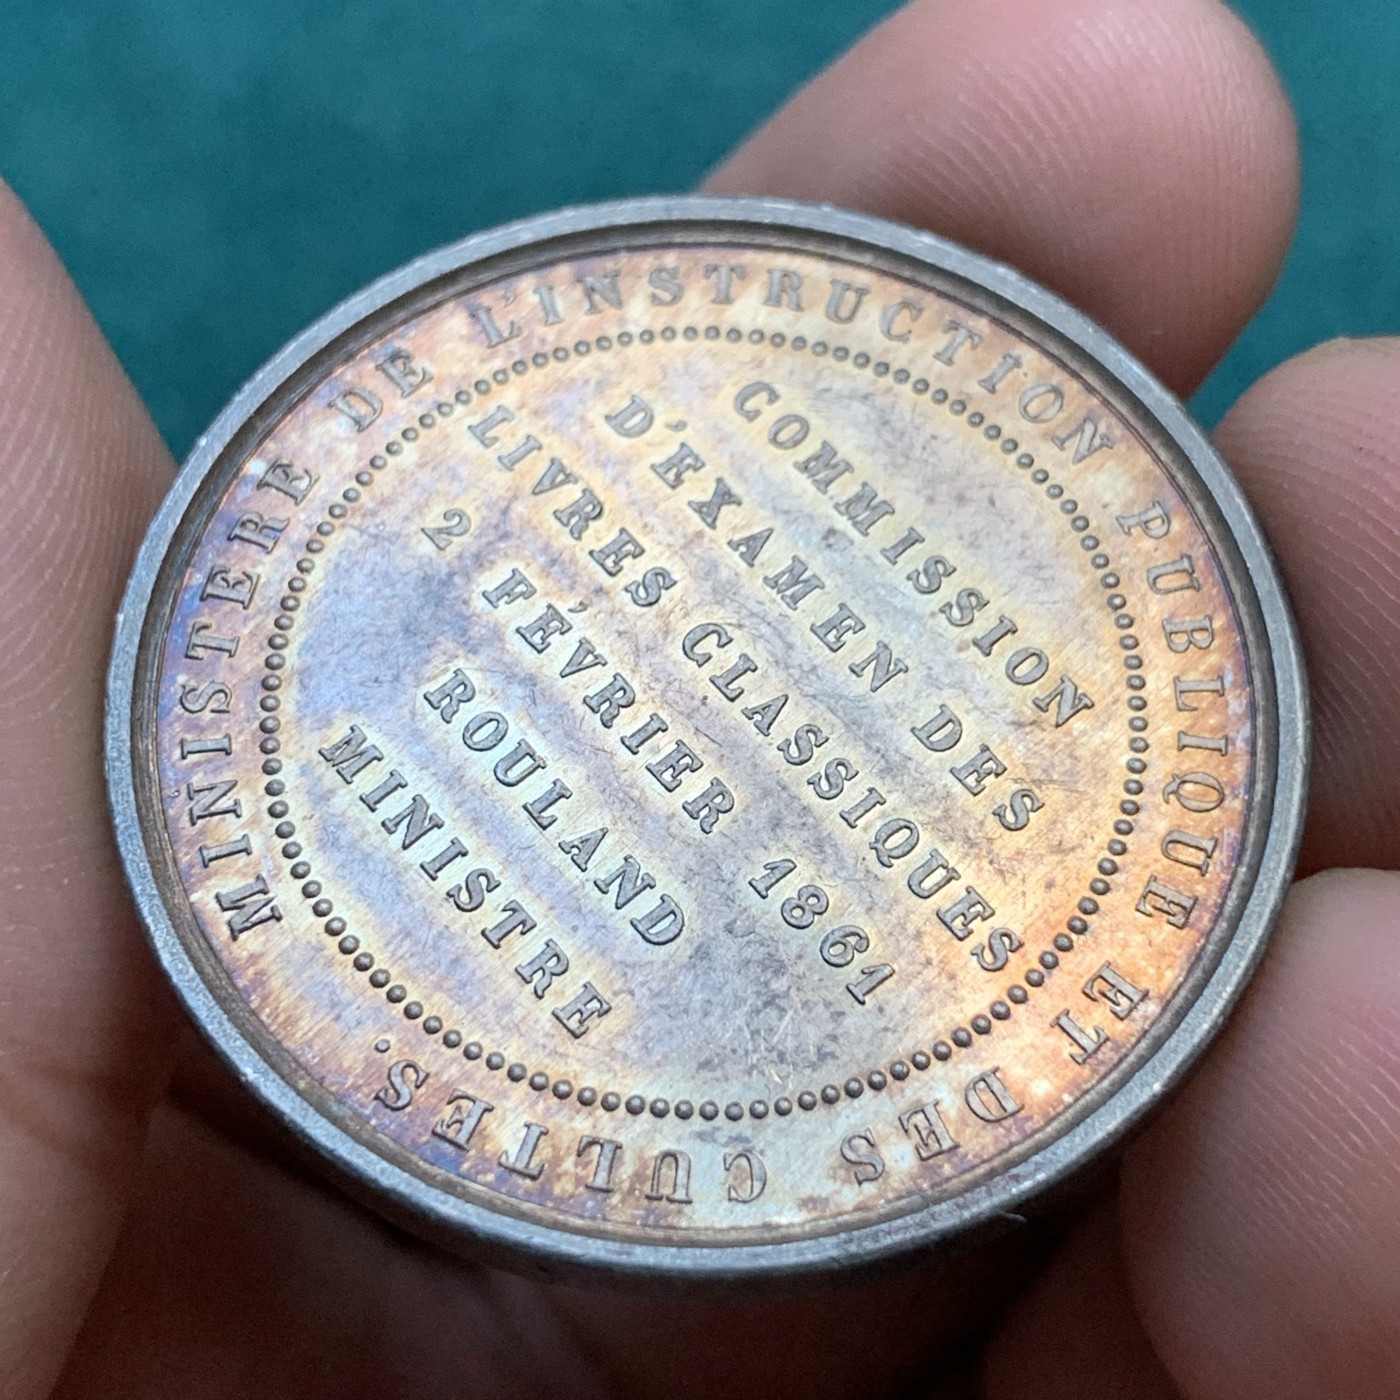 MINISTERE DE L'INSTRUCTION PUBLIQUE ET DES CULTES.
COMMISSION
D'EXAMEN DES
LIVRES CLASSIQUES
2 FÉVRIER 1861
ROULAND
MINISTRE